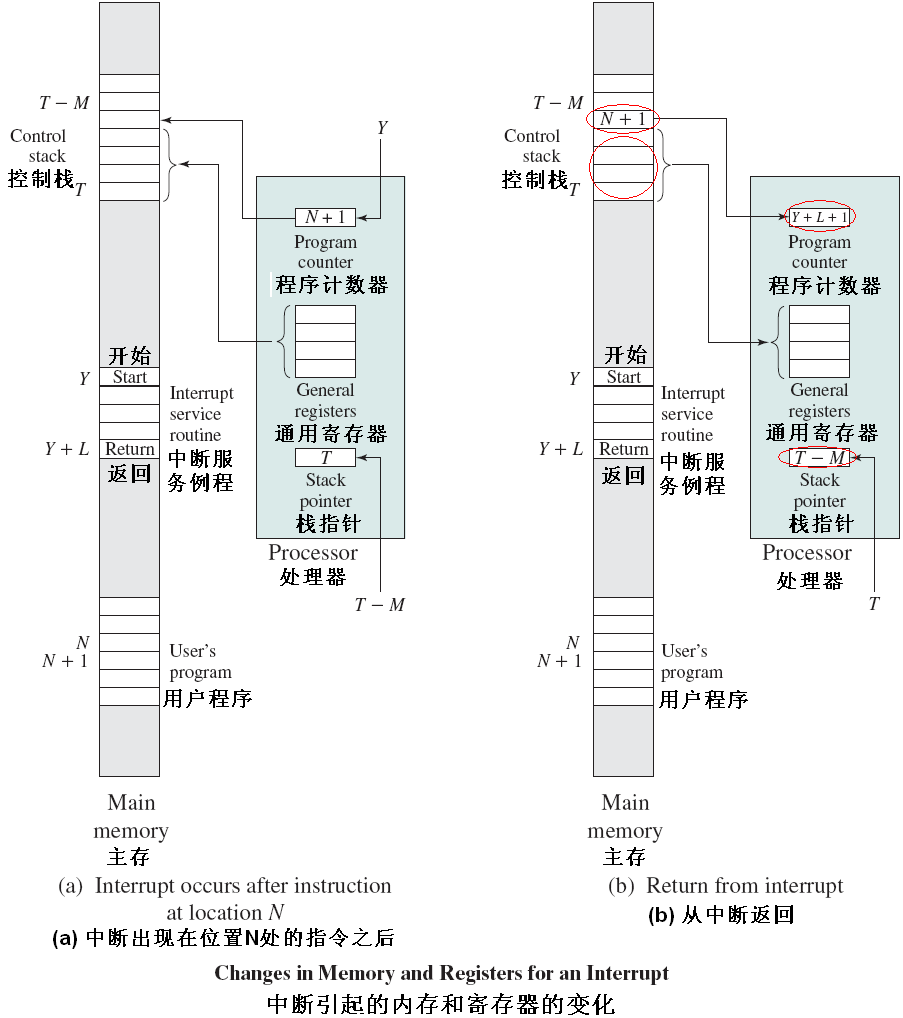 T − M
Control
stack
控制栈
T
Y
N + 1
Program
counter
程序计数器
开始
Y
Start
Interrupt
service
routine
中断服
务例程
General
registers
通用寄存器
Y + L
Return
返回
T
Stack
pointer
栈指针
Processor
处理器
T − M
N
N + 1
User's
program
用户程序
Main
memory
主存
(a) Interrupt occurs after instruction
at location N
(a) 中断出现在位置N处的指令之后
T − M
N + 1
Control
stack
控制栈
T
Y + L + 1
Program
counter
程序计数器
开始
Y
Start
Interrupt
service
routine
中断服
务例程
General
registers
通用寄存器
Y + L
Return
返回
T − M
Stack
pointer
栈指针
Processor
处理器
T
N
N + 1
User's
program
用户程序
Main
memory
主存
(b) Return from interrupt
(b) 从中断返回
Changes in Memory and Registers for an Interrupt
中断引起的内存和寄存器的变化